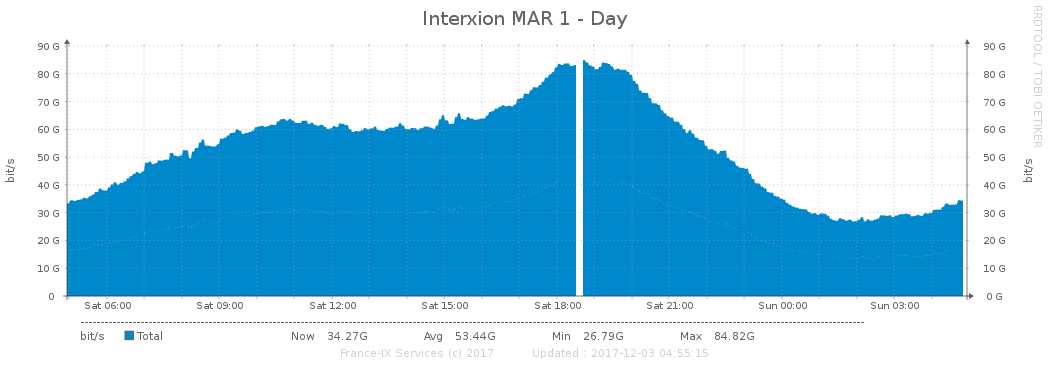 Interxion MAR 1 - Day
RRDTOOL / TOBI OETIKER
90 G 90 G
80 G 80 G
70 G 70 G
60 G 60 G
50 G 50 G
40 G 40 G
30 G 30 G
20 G 20 G
10 G 10 G
0 0 G
bit/s bit/s
Sat 06:00 Sat 09:00 Sat 12:00 Sat 15:00 Sat 18:00 Sat 21:00 Sun 00:00 Sun 03:00
bit/s Total Now 34.27G Avg 53.44G Min 26.79G Max 84.82G
France-IX Services (c) 2017 Updated : 2017-12-03 04:55:15